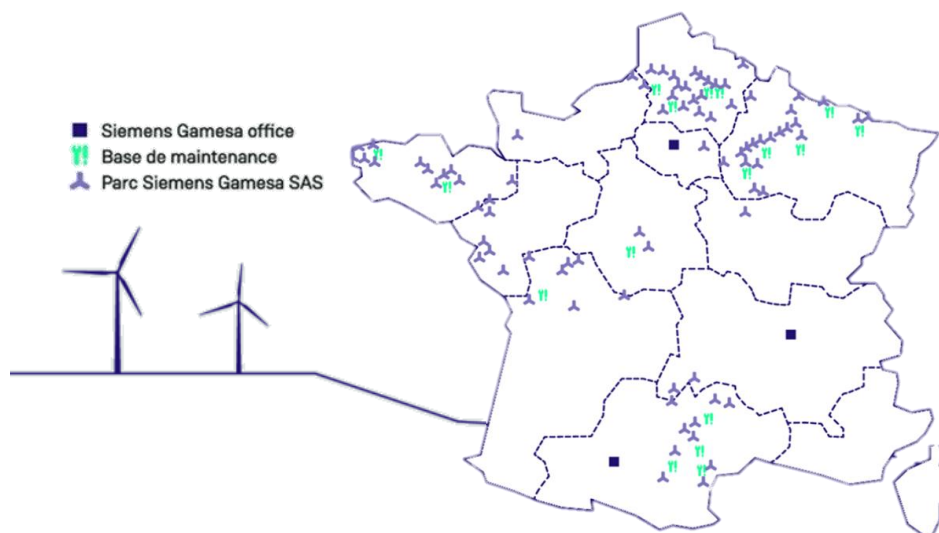 Siemens Gamesa office
Base de maintenance
Parc Siemens Gamesa SAS